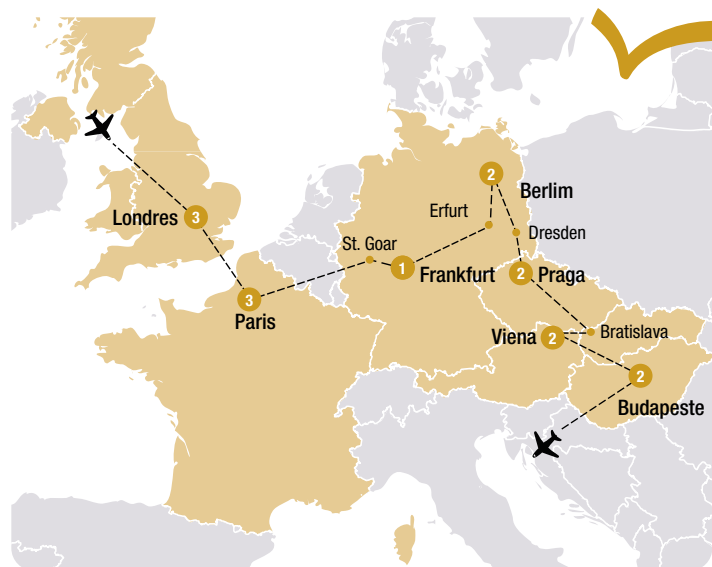 2
Berlim
Erfurt
Londres
3
Dresden
St. Goar
1
Frankfurt
2
Praga
3
Paris
Viena
2
Bratislava
2
Budapeste